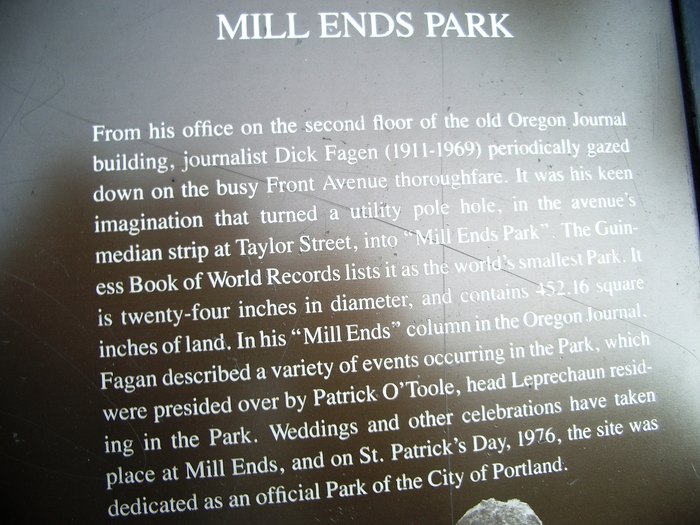 MILL ENDS PARK
From his office on the second floor of the old Oregon Journal
building, journalist Dick Fagen (1911-1969) periodically gazed
down on the busy Front Avenue thoroughfare. It was his keen
imagination that turned a utility pole hole, in the avenue's
median strip at Taylor Street, into "Mill Ends Park". The Guin-
ess Book of World Records lists it as the world's smallest Park. It
is twenty-four inches in diameter, and contains 452.16 square
inches of land. In his "Mill Ends" column in the Oregon Journal,
Fagan described a variety of events occurring in the Park, which
were presided over by Patrick O'Toole, head Leprechaun resid-
ing in the Park. Weddings and other celebrations have taken
place at Mill Ends, and on St. Patrick's Day, 1976, the site was
dedicated as an official Park of the City of Portland.